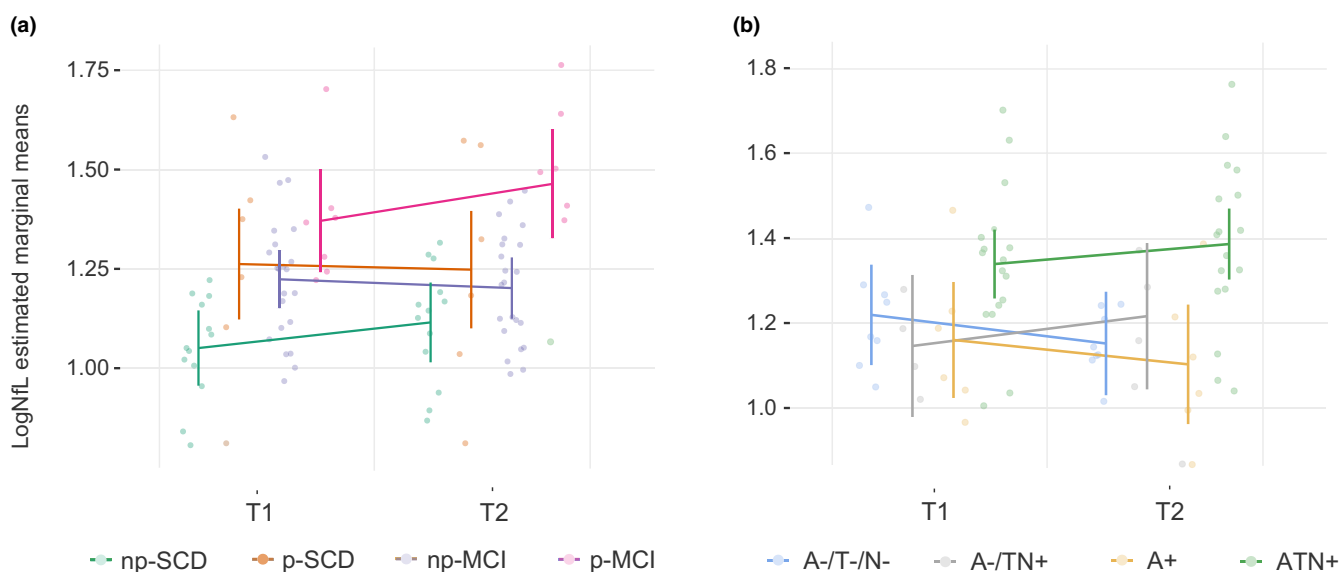 (a)
(b)
LogNfL estimated marginal means
1.75
1.50
1.25
1.00
T1
T2
np-SCD
p-SCD
np-MCI
p-MCI
1.8
1.6
1.4
1.2
1.0
T1
T2
A-/T-/N-
A-/TN+
A+
ATN+